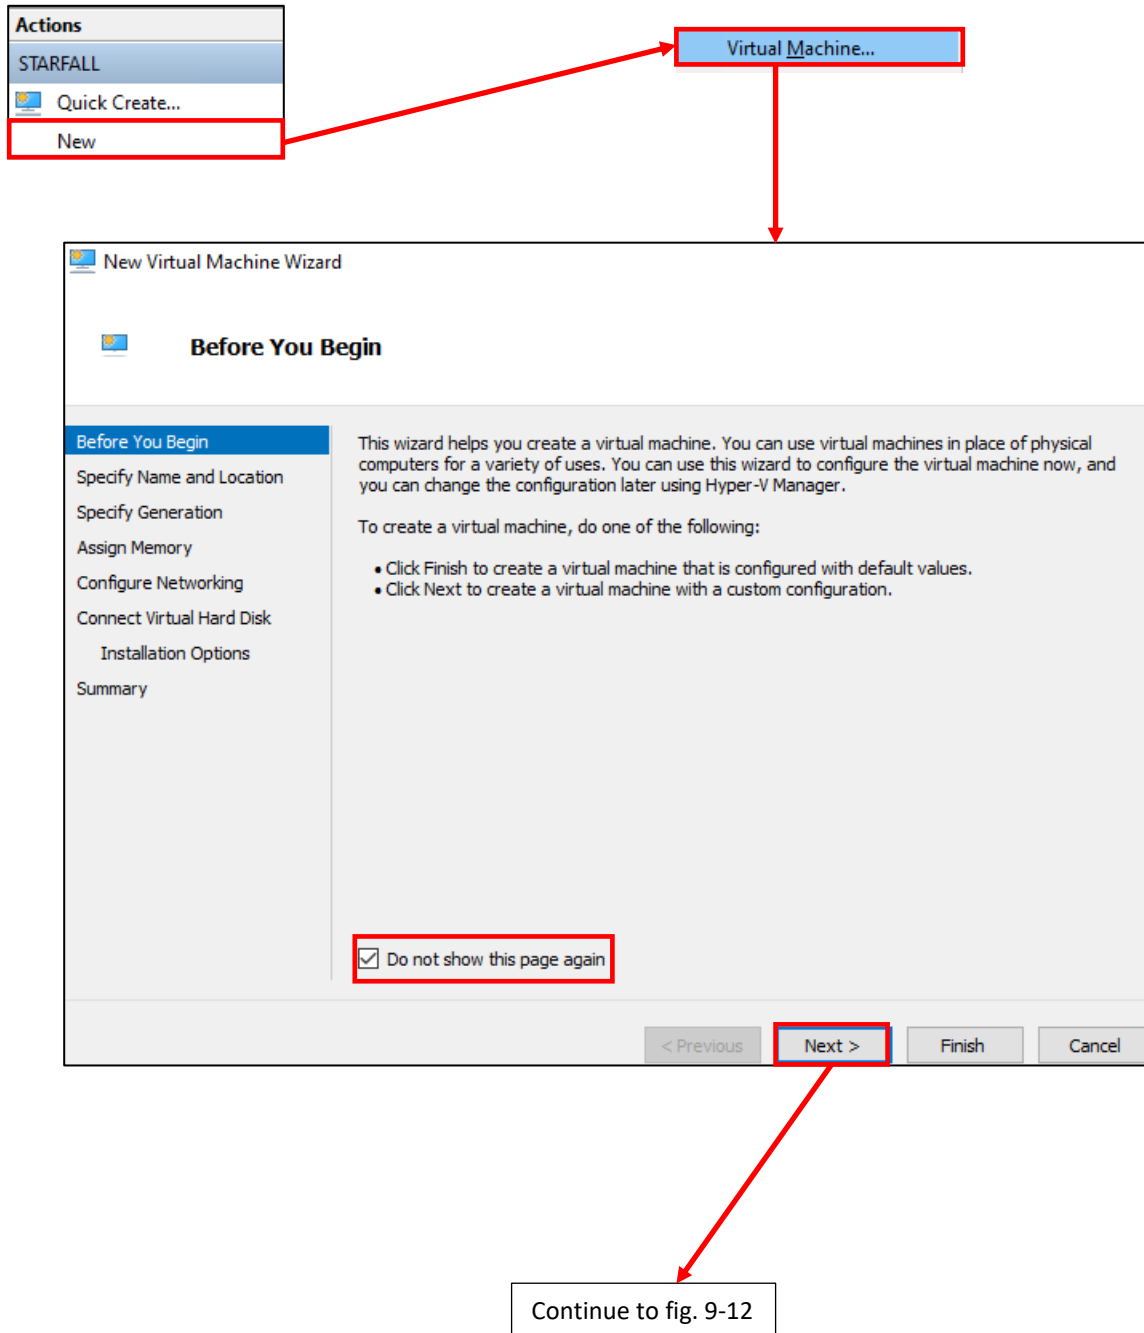 Actions
STARFALL
Quick Create...
New
Virtual Machine...
New Virtual Machine Wizard
Before You Begin
Before You Begin
Specify Name and Location
Specify Generation
Assign Memory
Configure Networking
Connect Virtual Hard Disk
Installation Options
Summary
This wizard helps you create a virtual machine. You can use virtual machines in place of physical
computers for a variety of uses. You can use this wizard to configure the virtual machine now, and
you can change the configuration later using Hyper-V Manager.
To create a virtual machine, do one of the following:
• Click Finish to create a virtual machine that is configured with default values.
• Click Next to create a virtual machine with a custom configuration.
Do not show this page again
< Previous
Next >
Finish
Cancel
Continue to fig. 9-12